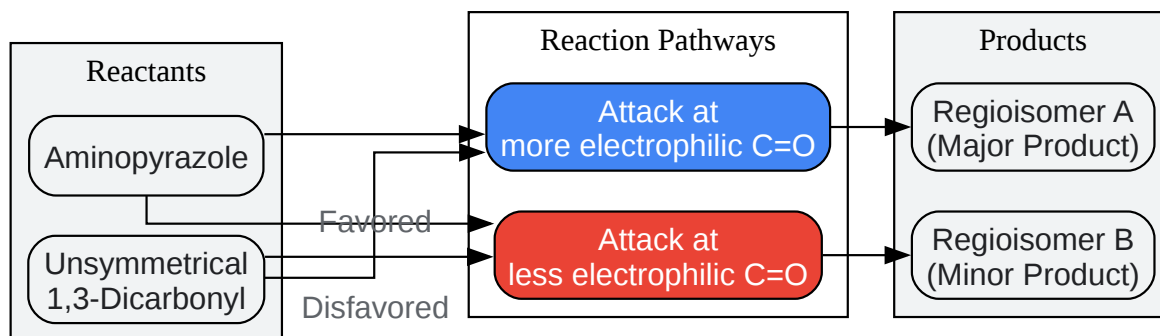 Reactants
Aminopyrazole
Unsymmetrical
1,3-Dicarbonyl
Favored
Disfavored
Reaction Pathways
Attack at
more electrophilic C=O
Attack at
less electrophilic C=O
Products
Regioisomer A
(Major Product)
Regioisomer B
(Minor Product)